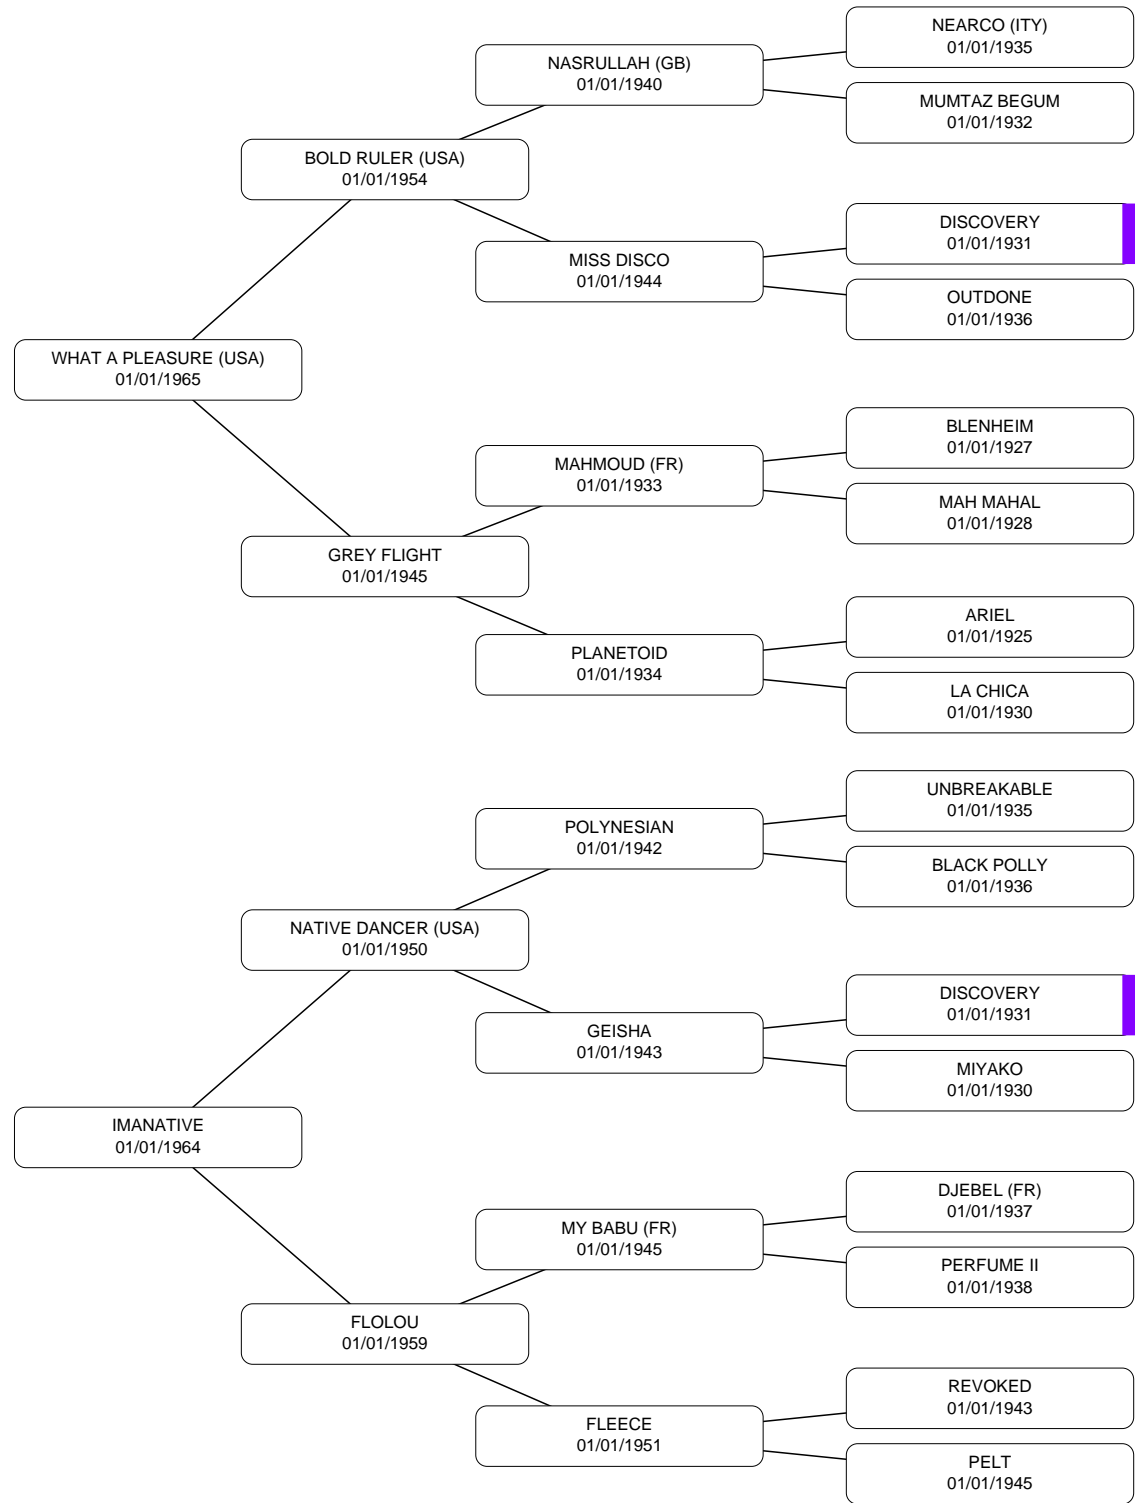 NEARCO (ITY)
01/01/1935
NASRULLAH (GB)
01/01/1940
MUMTAZ BEGUM
01/01/1932
BOLD RULER (USA)
01/01/1954
DISCOVERY
01/01/1931
MISS DISCO
01/01/1944
OUTDONE
01/01/1936
WHAT A PLEASURE (USA)
01/01/1965
BLENHEIM
01/01/1927
MAHMOUD (FR)
01/01/1933
MAH MAHAL
01/01/1928
GREY FLIGHT
01/01/1945
ARIEL
01/01/1925
PLANETOID
01/01/1934
LA CHICA
01/01/1930
UNBREAKABLE
01/01/1935
POLYNESIAN
01/01/1942
BLACK POLLY
01/01/1936
NATIVE DANCER (USA)
01/01/1950
DISCOVERY
01/01/1931
GEISHA
01/01/1943
MIYAKO
01/01/1930
IMANATIVE
01/01/1964
DJEBEL (FR)
01/01/1937
MY BABU (FR)
01/01/1945
PERFUME II
01/01/1938
FLOLOU
01/01/1959
REVOKED
01/01/1943
FLEECE
01/01/1951
PELT
01/01/1945